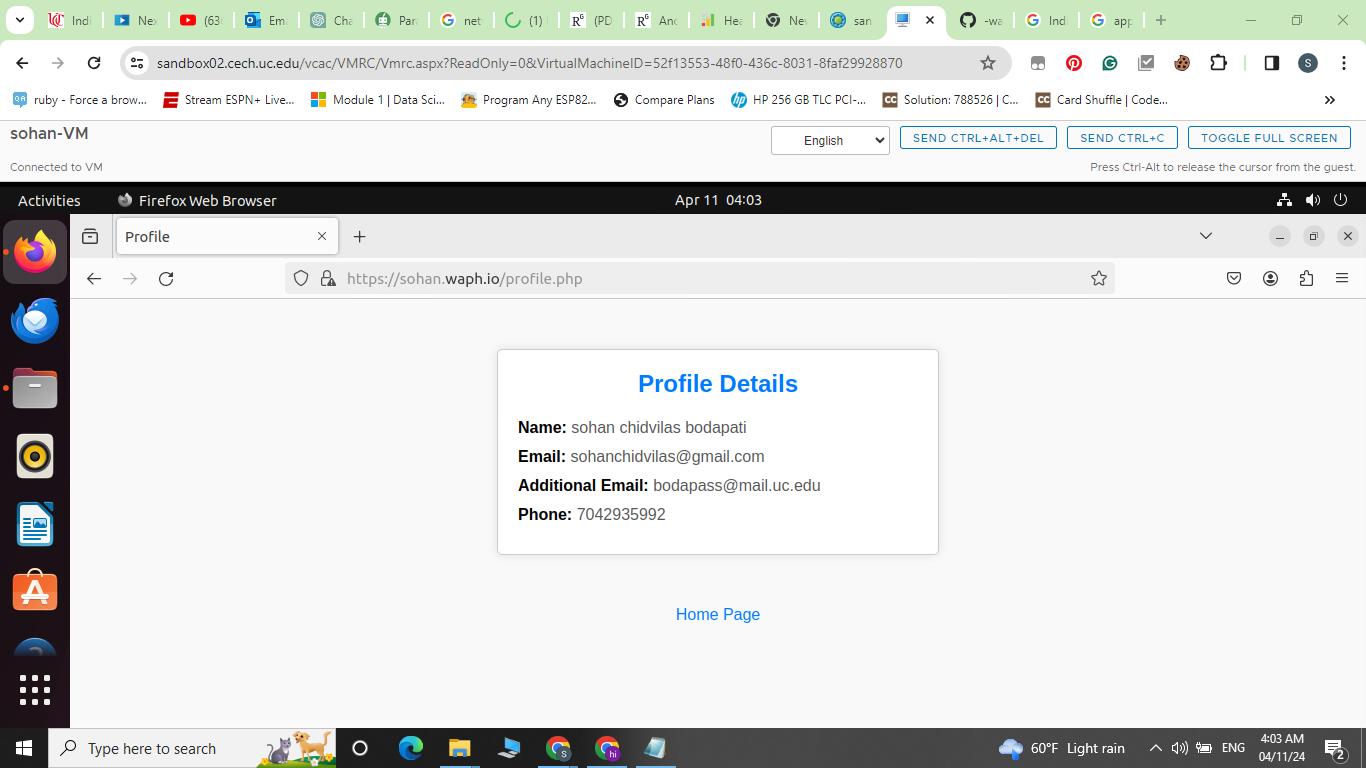 Indi
Nex
(63
Ema
Cha
Para
net
(1)
(PD
Anc
Hea
Nev
san
-wa
Indi
app
sandbox02.cech.uc.edu/vcac/VMRC/Vmrc.aspx?ReadOnly=0&VirtualMachineID=52f13553-48f0-436c-8031-8faf29928870
S
ruby - Force a brow...
Stream ESPN+ Live...
Module 1 | Data Sci...
Program Any ESP82...
Compare Plans
HP 256 GB TLC PCI-...
Solution: 788526 | C...
Card Shuffle | Code...
sohan-VM
English
SEND CTRL+ALT+DEL
SEND CTRL+C
TOGGLE FULL SCREEN
Connected to VM
Press Ctrl-Alt to release the cursor from the guest.
Activities
Firefox Web Browser
Apr 11 04:03
Profile
https://sohan.waph.io/profile.php
Profile Details
Name: sohan chidvilas bodapati
Email: sohanchidvilas@gmail.com
Additional Email: bodapass@mail.uc.edu
Phone: 7042935992
Home Page
Type here to search
60°F Light rain
ENG
4:03 AM
04/11/24
2